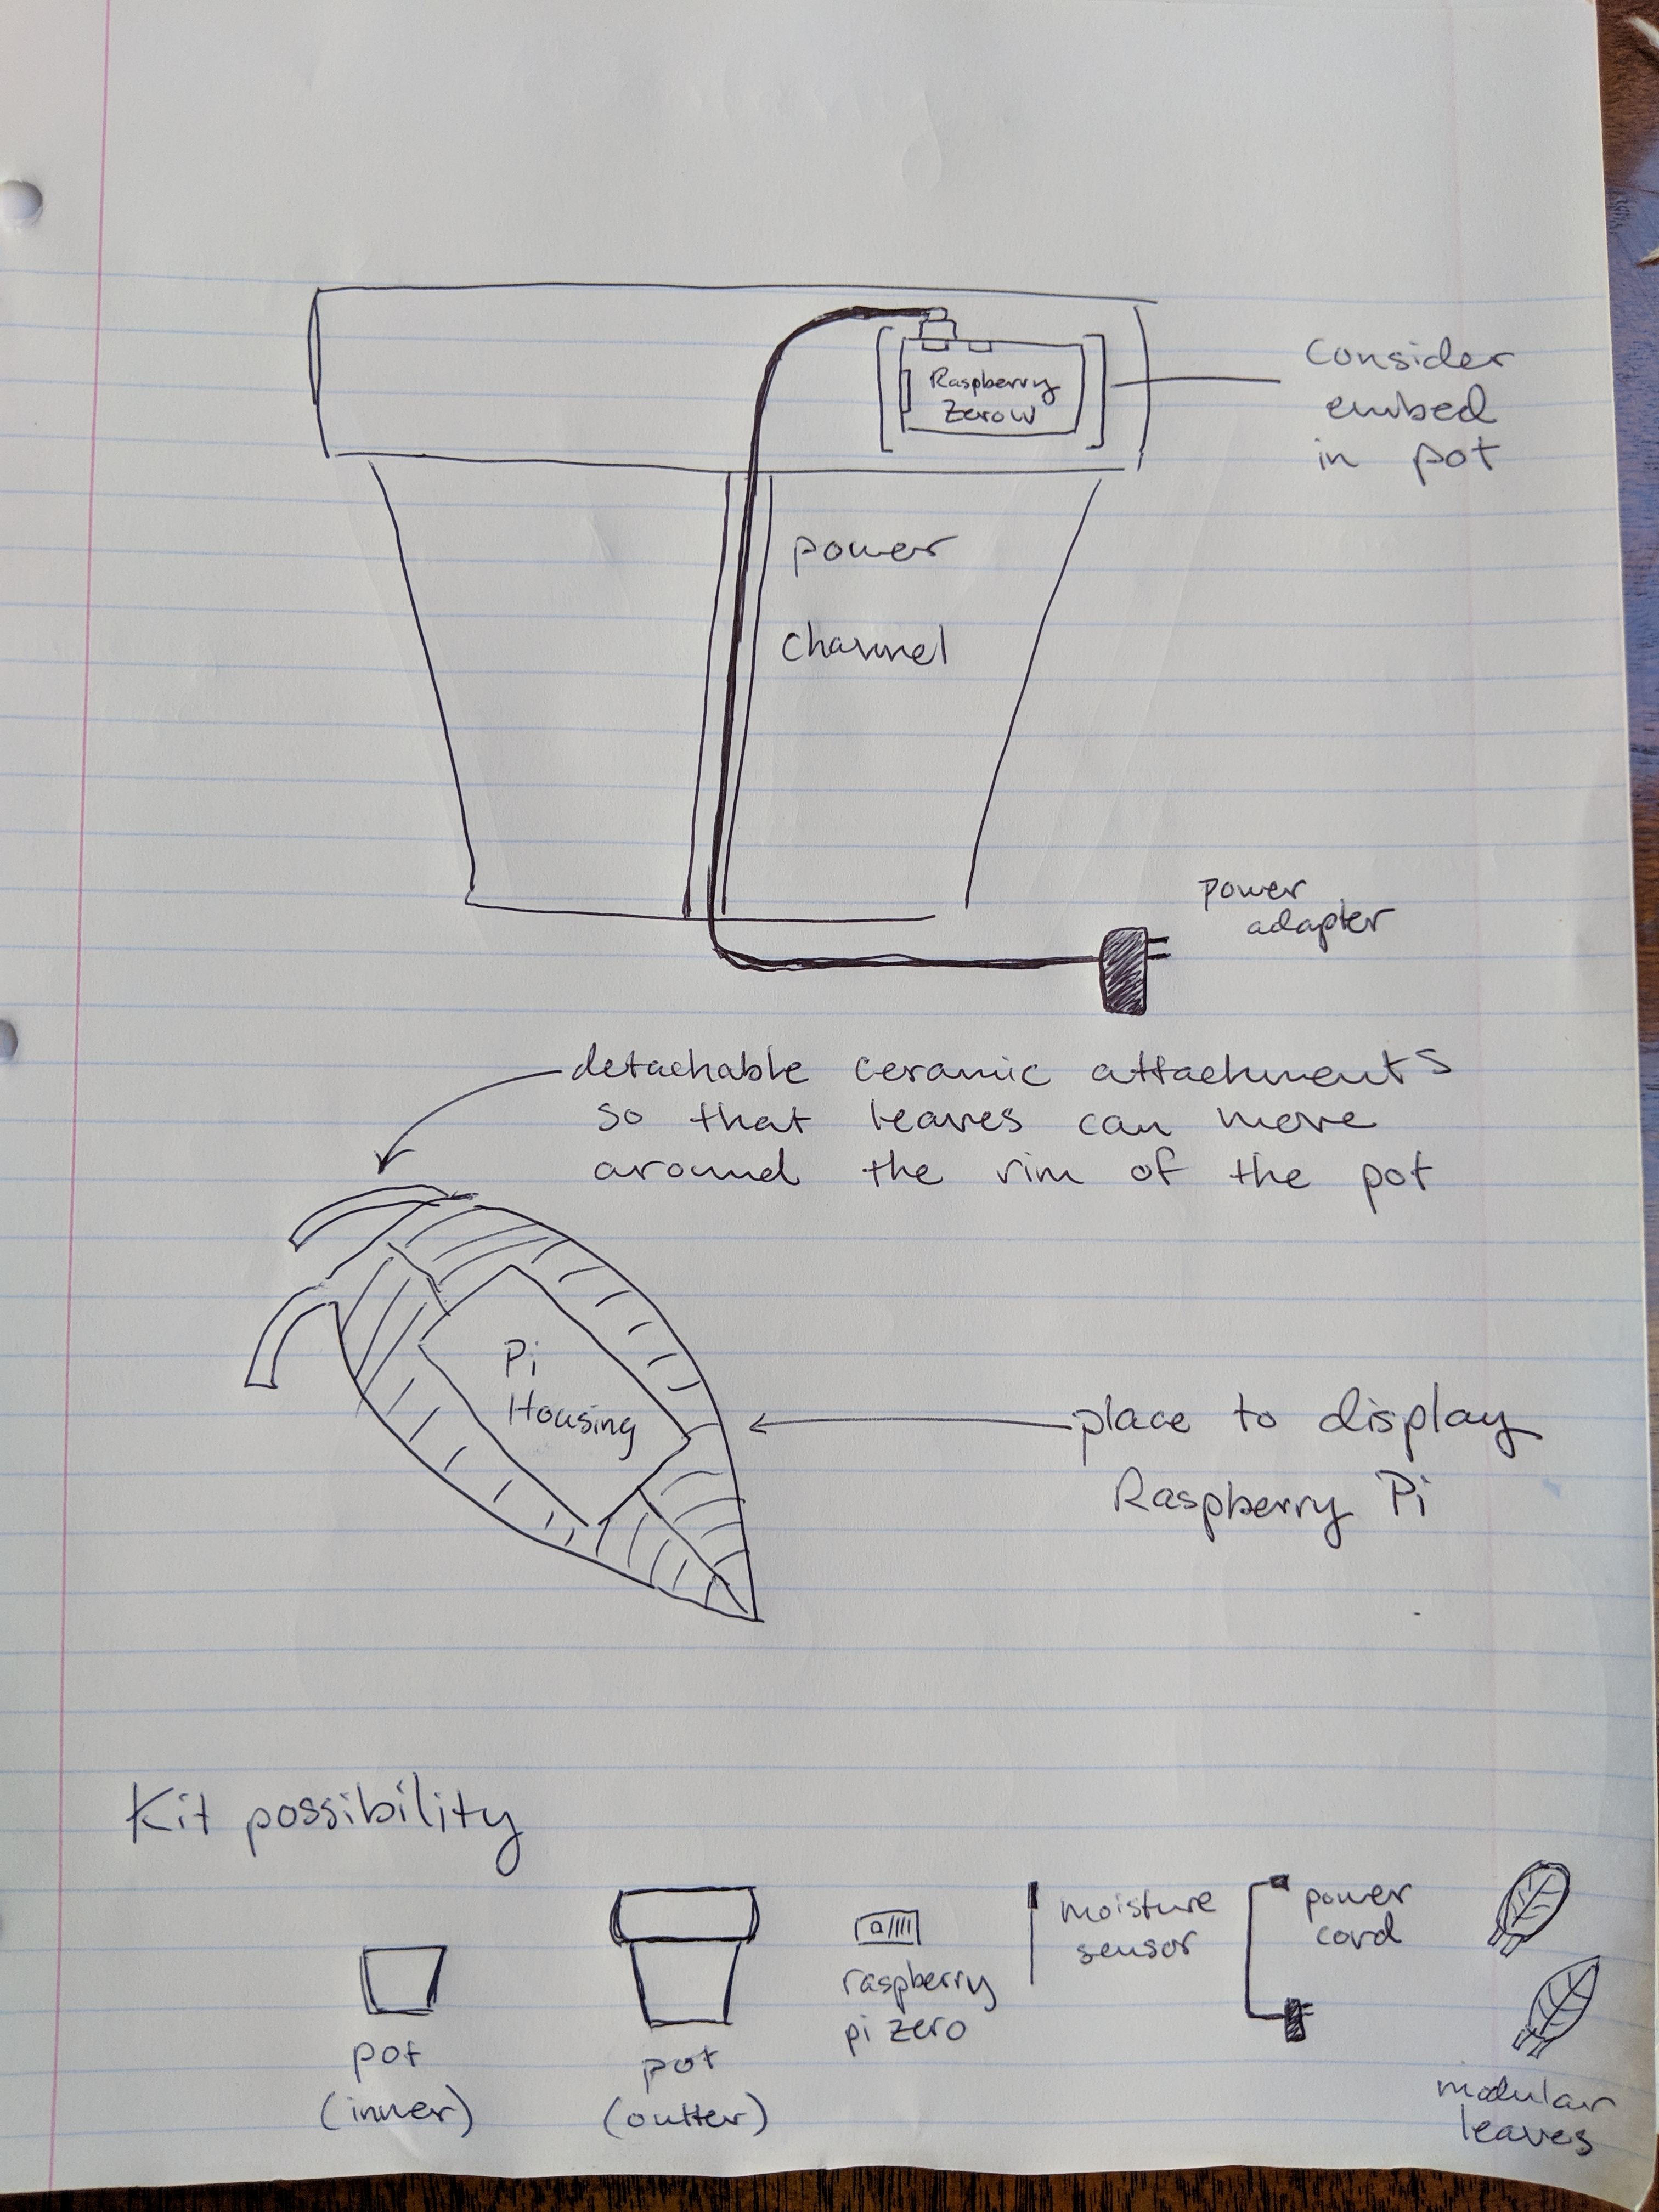 Raspberry
Zero W
Consider
embed
in pot
power
channel
power
adapter
detachable ceramic attachments
so that leaves can move
around the rim of the pot
Pi
Housing
place to display
Raspberry Pi
Kit possibility
pot
(inner)
pot
(outter)
raspberry
pi zero
moisture
sensor
power
cord
modular
leaves